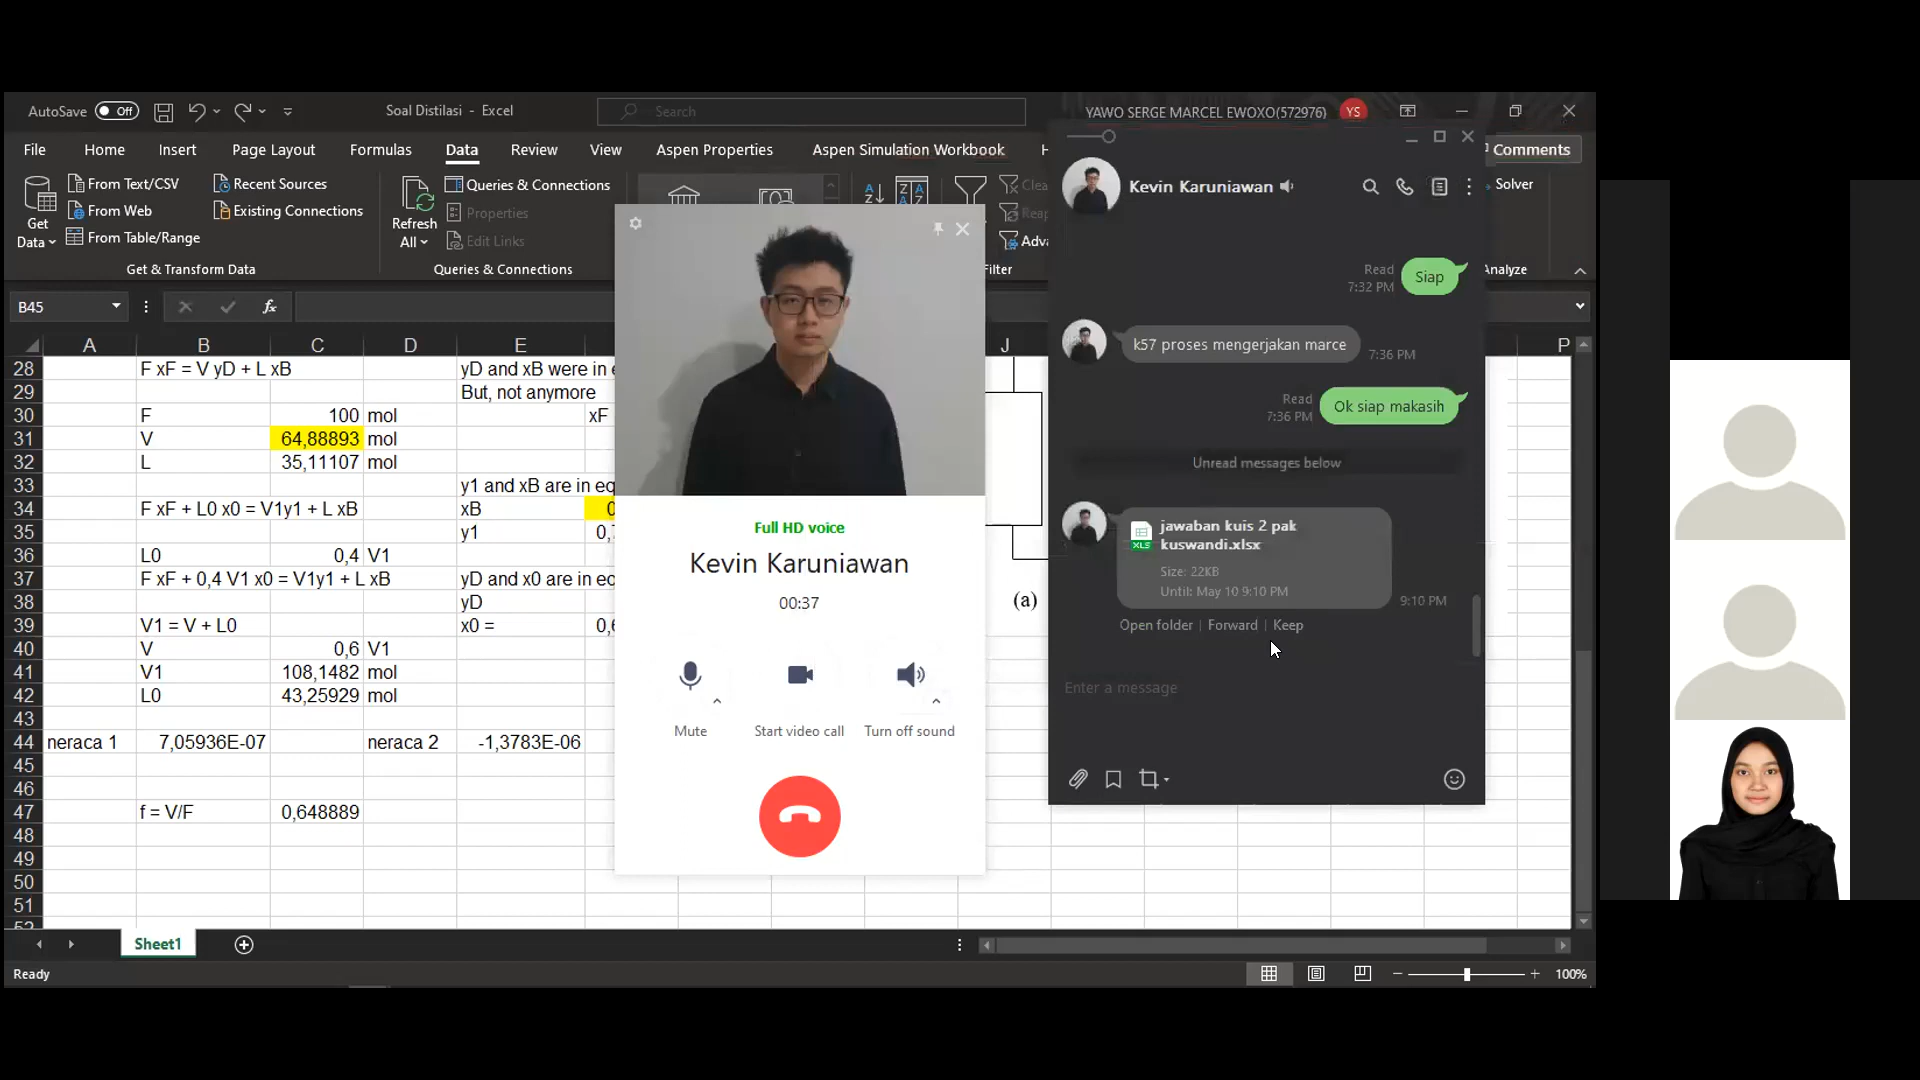 AutoSave Off Soal Distilasi - Excel Search YAWO SERGE MARCEL EWOXO(572976) YS
File Home Insert Page Layout Formulas Data Review View Aspen Properties Aspen Simulation Workbook H Comments
Get Data
From Text/CSV
From Web
From Table/Range
Recent Sources
Existing Connections
Get & Transform Data
Refresh All
Queries & Connections
Properties
Edit Links
Queries & Connections
Clea
Reap
Adva
Filter
Solver
Analyze
B45 fx
A B C D E J P
28 F xF = V yD + L xB yD and xB were in e
29 But, not anymore
30 F 100 mol xF
31 V 64,88893 mol
32 L 35,11107 mol
33 y1 and xB are in eq
34 F xF + L0 x0 = V1y1 + L xB xB 0
35 y1 0,
36 L0 0,4 V1
37 F xF + 0,4 V1 x0 = V1y1 + L xB yD and x0 are in eq
38 yD
39 V1 = V + L0 x0 = 0,6
40 V 0,6 V1
41 V1 108,1482 mol
42 L0 43,25929 mol
43
44 neraca 1 7,05936E-07 neraca 2 -1,3783E-06
45
46
47 f = V/F 0,648889
48
49
50
51
52
(a)
Sheet1
Ready 100%
Full HD voice
Kevin Karuniawan
00:37
Mute Start video call Turn off sound
Kevin Karuniawan
Read
7:32 PM
Siap
k57 proses mengerjakan marce
7:36 PM
Read
7:36 PM
Ok siap makasih
Unread messages below
jawaban kuis 2 pak
kuswandi.xlsx
XLS
Size: 22KB
Until: May 10 9:10 PM
9:10 PM
Open folder | Forward | Keep
Enter a message